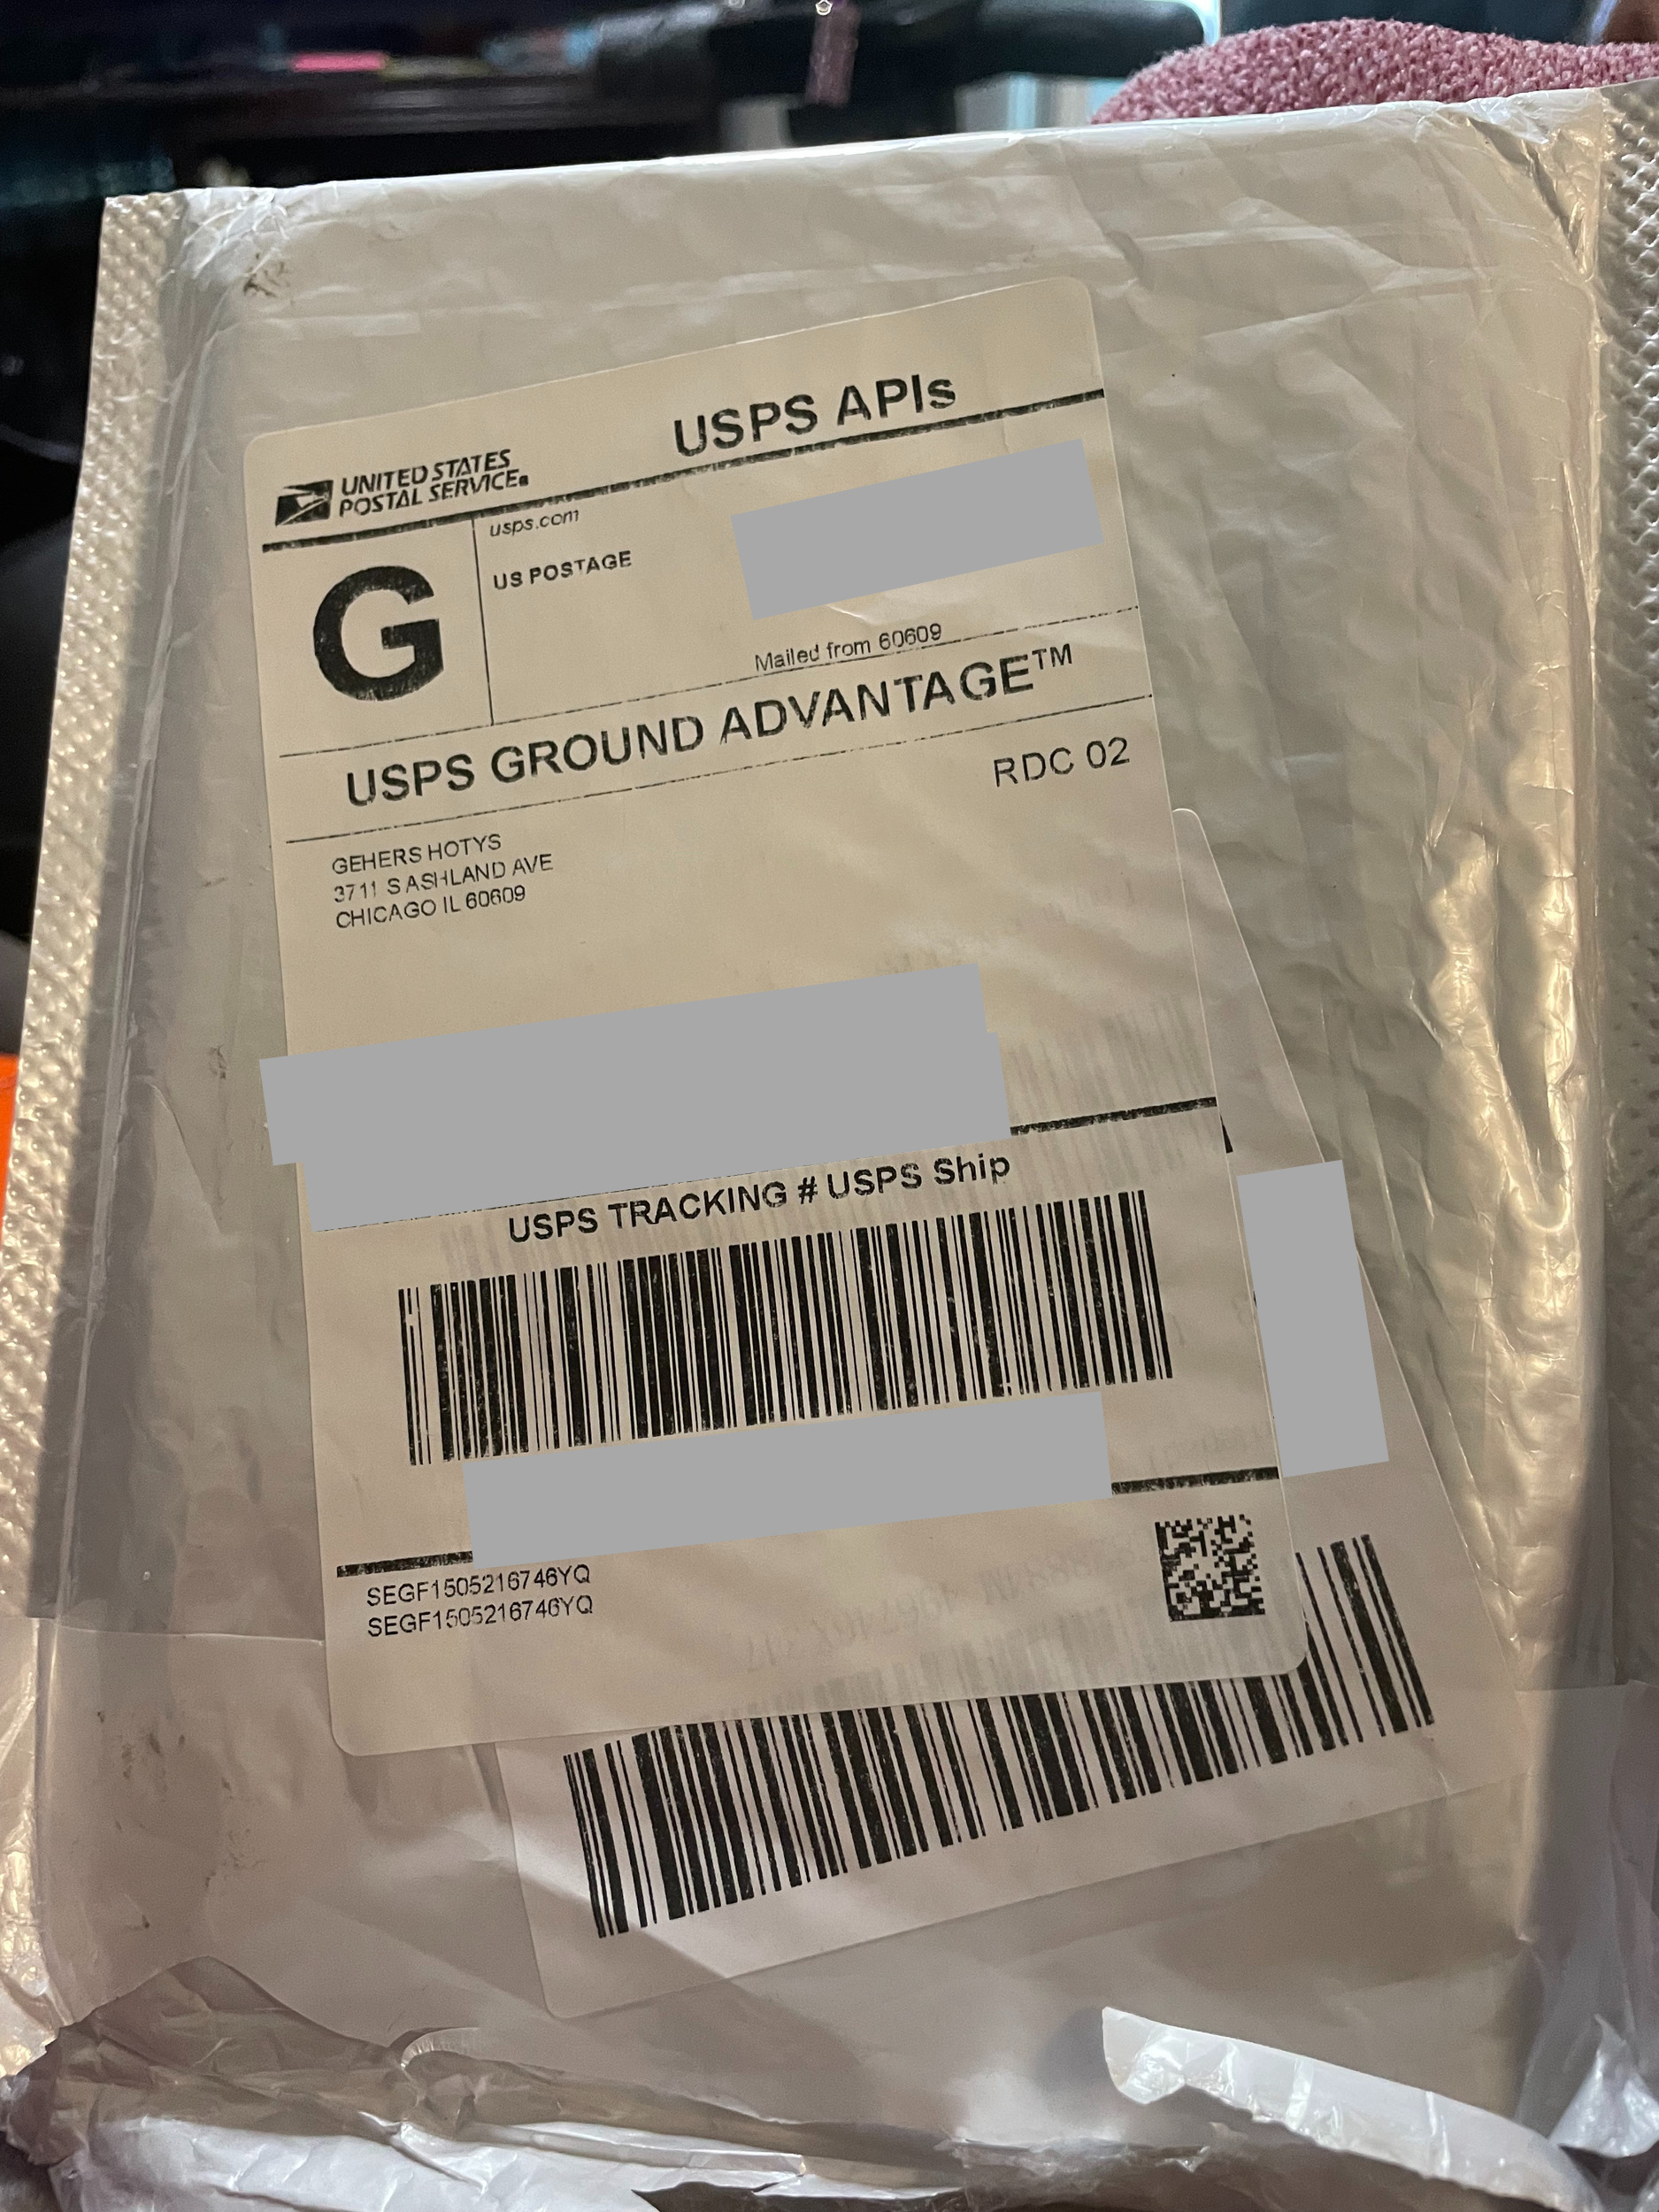 USPS APIs
UNITED STATES
POSTAL SERVICE®
usps.com
G
US POSTAGE
Mailed from 60609
USPS GROUND ADVANTAGE™
RDC 02
GEHERS HOTYS
3711 S ASHLAND AVE
CHICAGO IL 60609
USPS TRACKING # USPS Ship
SEGF1505216746YQ
SEGF1505216746YQ